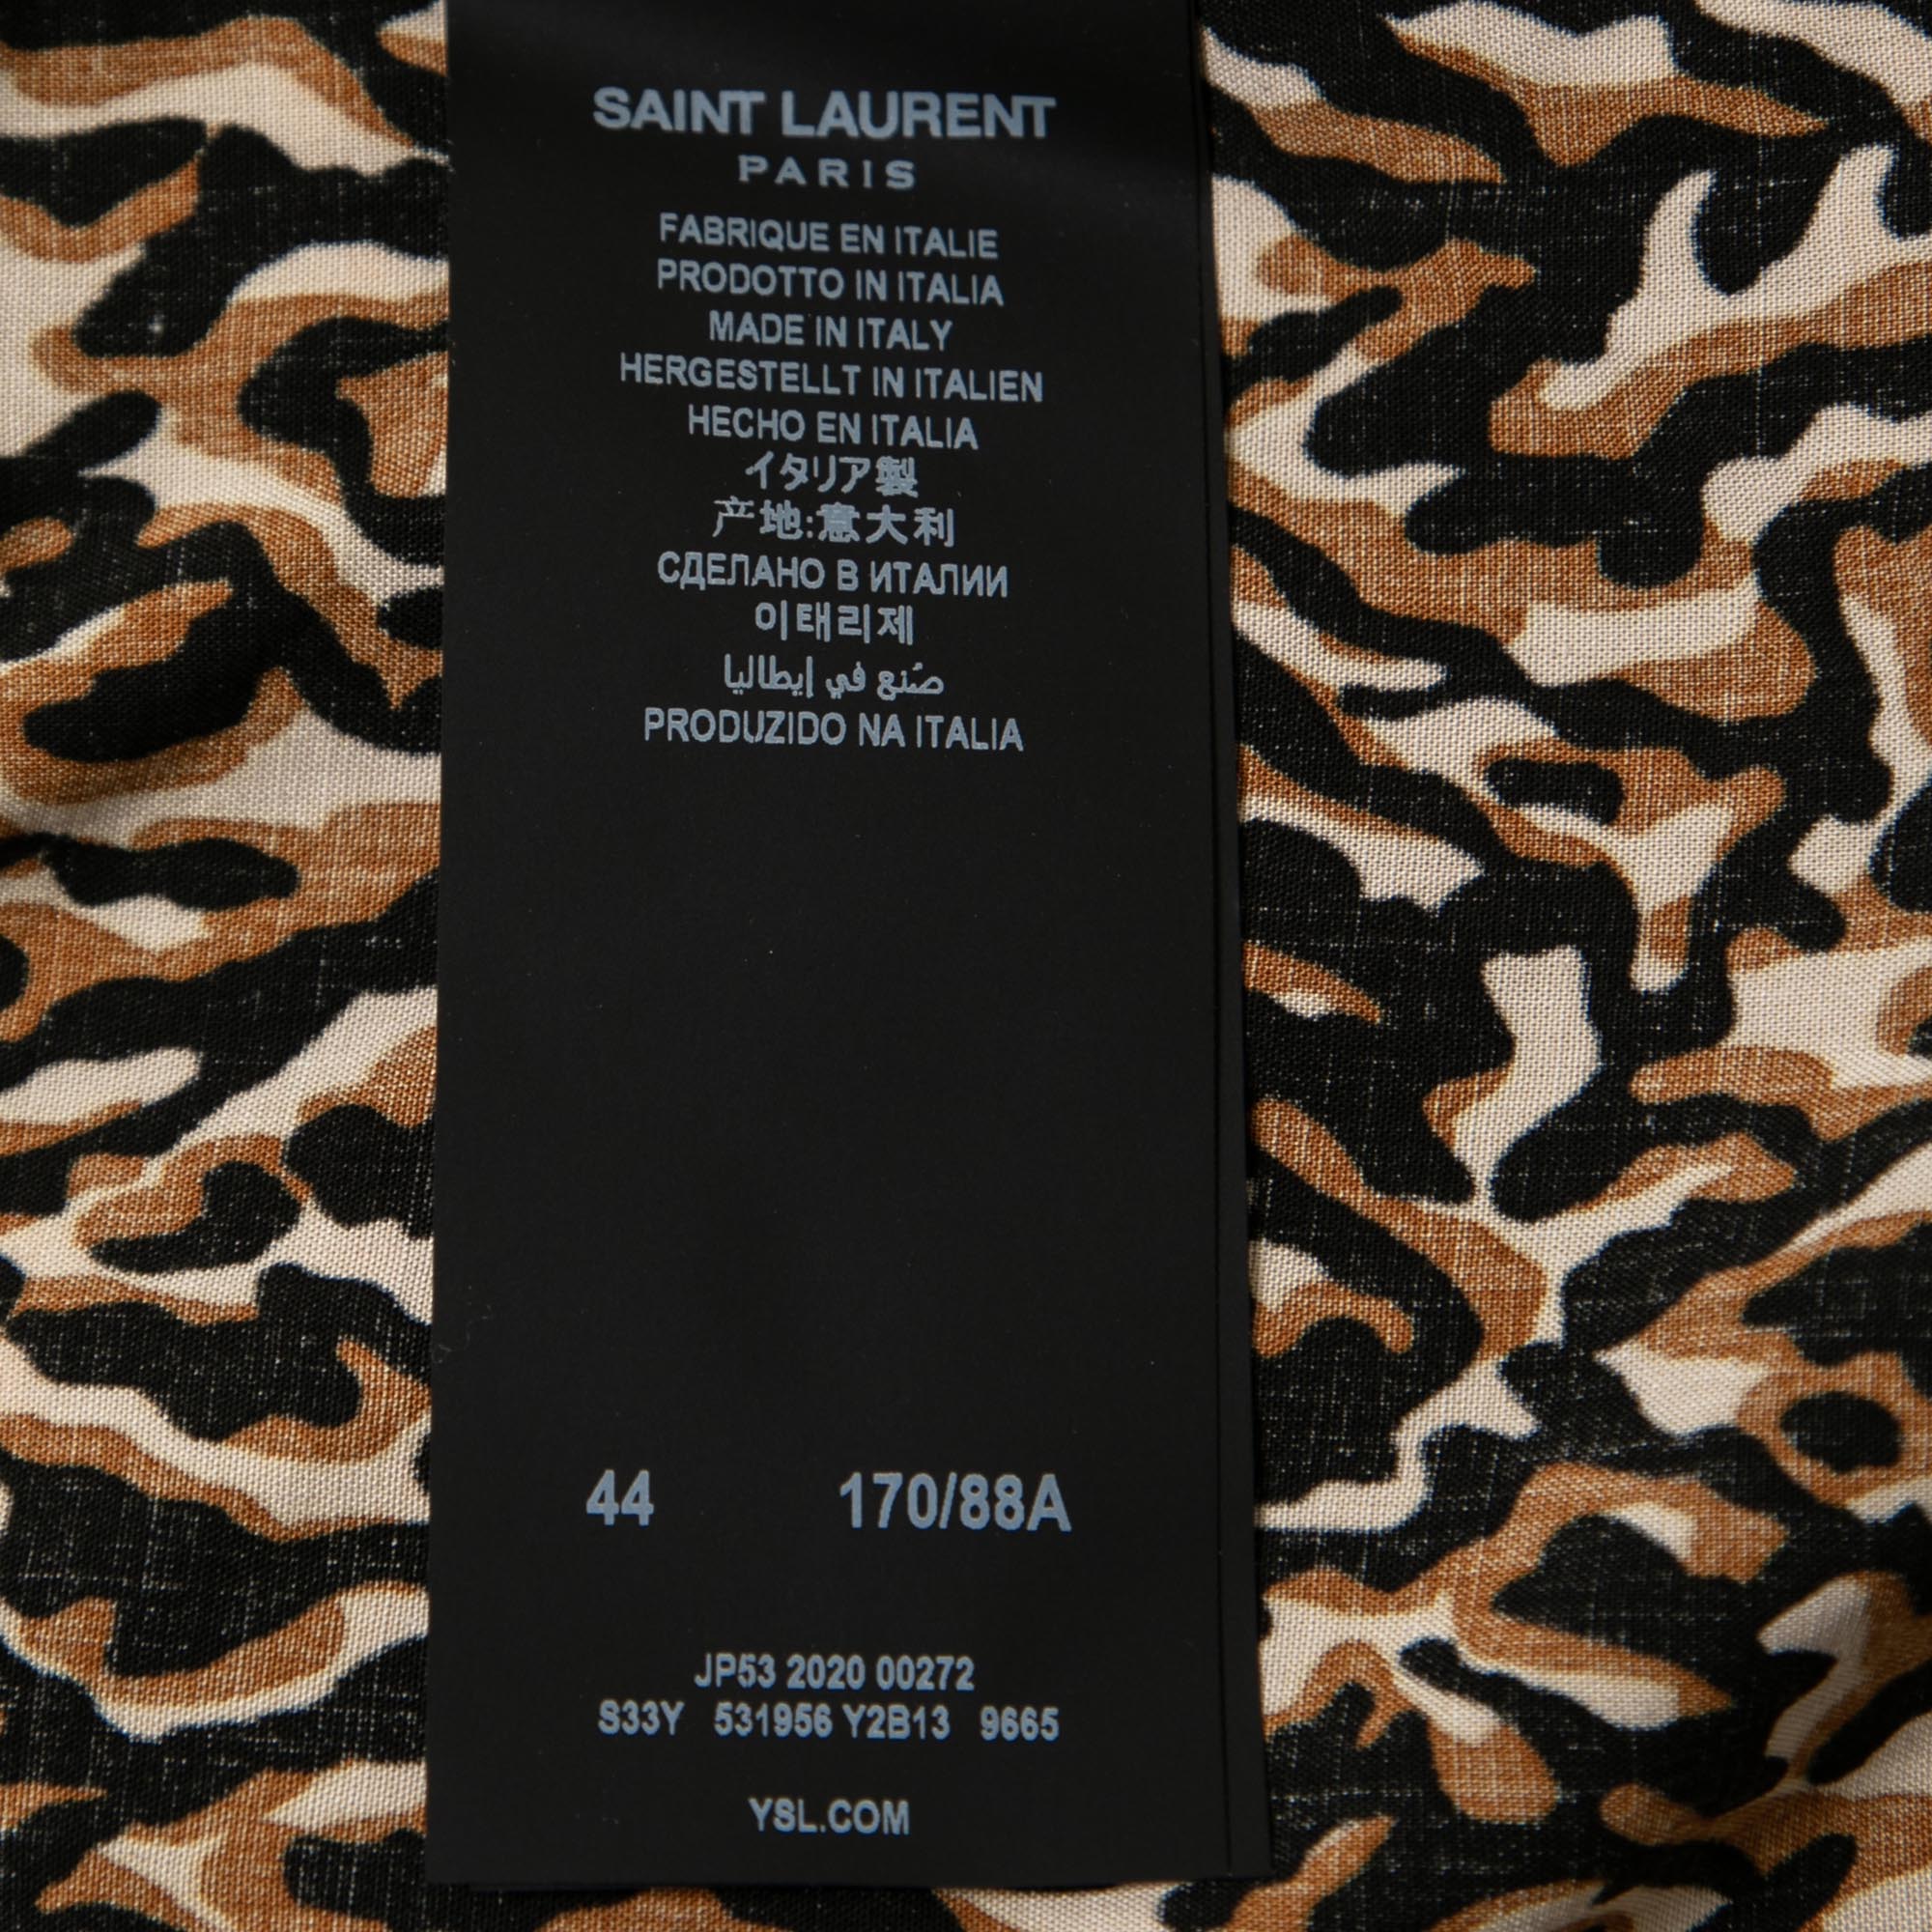 SAINT LAURENT
PARIS
FABRIQUE EN ITALIE
PRODOTTO IN ITALIA
MADE IN ITALY
HERGESTELLT IN ITALIEN
HECHO EN ITALIA
イタリア製
产地:意大利
СДЕЛАНО В ИТАЛИИ
이태리제
صُنع في إيطاليا
PRODUZIDO NA ITALIA
44 170/88A
JP53 2020 00272
S33Y 531956 Y2B13 9665
YSL.COM